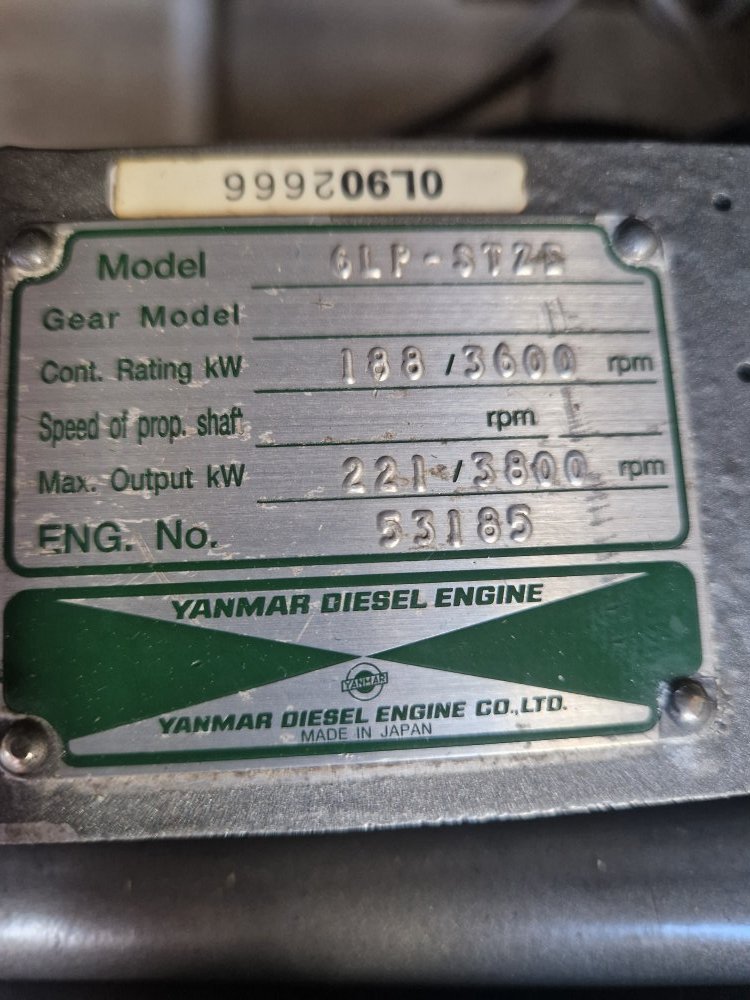 0L902666
Model 6LP-STZE
Gear Model
Cont. Rating kW 188 / 3600 rpm
Speed of prop. shaft rpm
Max. Output kW 221 / 3800 rpm
ENG. No. 53185
YANMAR DIESEL ENGINE
YANMAR
YANMAR DIESEL ENGINE CO.,LTD.
MADE IN JAPAN